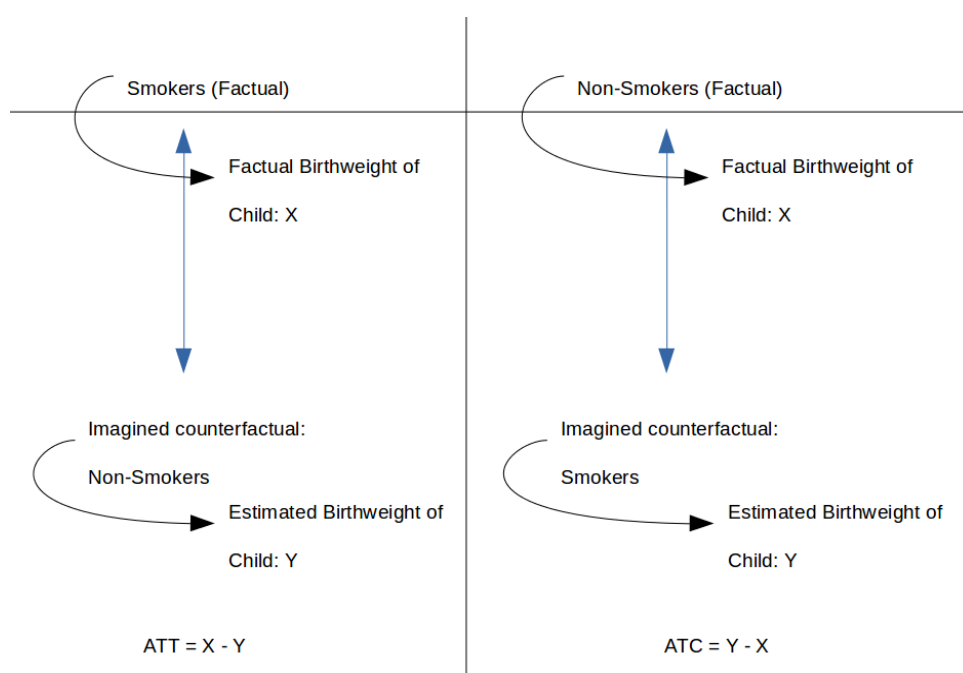 Smokers (Factual)
Factual Birthweight of
Child: X
Imagined counterfactual:
Non-Smokers
Estimated Birthweight of
Child: Y
ATT = X - Y
Non-Smokers (Factual)
Factual Birthweight of
Child: X
Imagined counterfactual:
Smokers
Estimated Birthweight of
Child: Y
ATC = Y - X